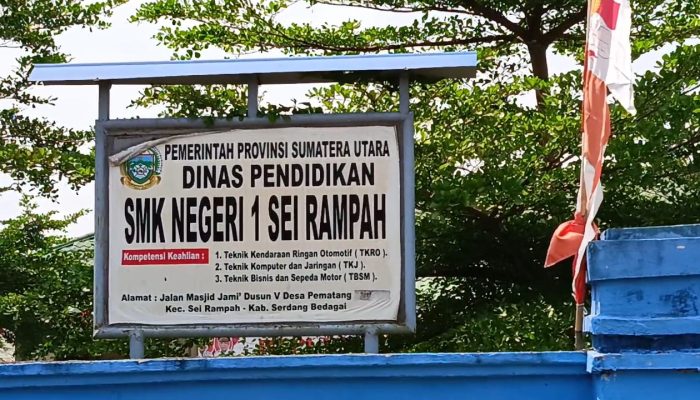 PEMERINTAH PROVINSI SUMATERA UTARA
DINAS PENDIDIKAN
SMK NEGERI 1 SEI RAMPAH
Kompetensi Keahlian : 1. Teknik Kendaraan Ringan Otomotif ( TKRO ).
2. Teknik Komputer dan Jaringan ( TKJ ).
3. Teknik Bisnis dan Sepeda Motor ( TBSM ).
Alamat : Jalan Masjid Jami' Dusun V Desa Pematang
Kec. Sei Rampah - Kab. Serdang Bedagai